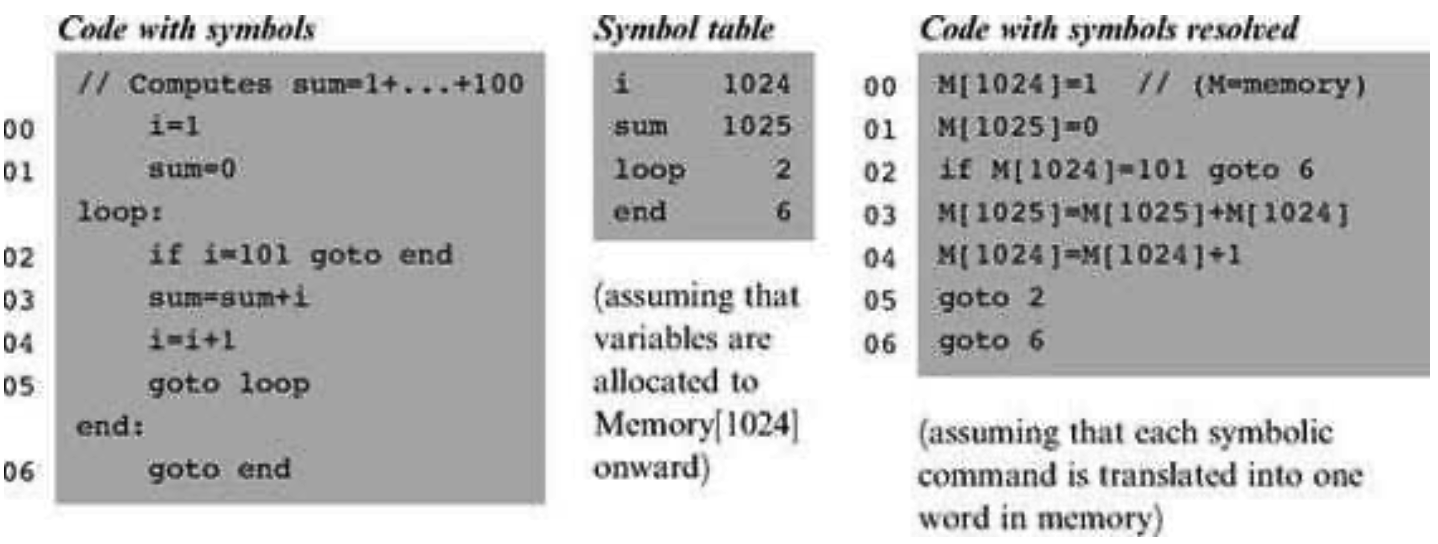 Code with symbols
// Computes sum=1+...+100
00 i=1
01 sum=0
loop:
02 if i=101 goto end
03 sum=sum+i
04 i=i+1
05 goto loop
end:
06 goto end
Symbol table
i 1024
sum 1025
loop 2
end 6
(assuming that
variables are
allocated to
Memory[1024]
onward)
Code with symbols resolved
00 M[1024]=1 // (M=memory)
01 M[1025]=0
02 if M[1024]=101 goto 6
03 M[1025]=M[1025]+M[1024]
04 M[1024]=M[1024]+1
05 goto 2
06 goto 6
(assuming that each symbolic
command is translated into one
word in memory)